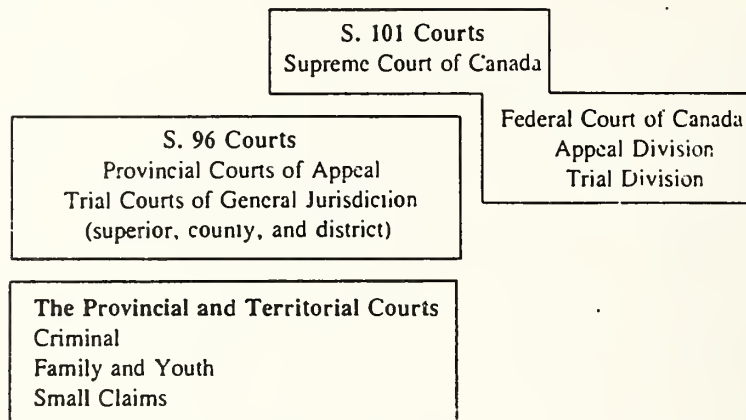 S. 101 Courts
Supreme Court of Canada
Federal Court of Canada
Appeal Division
Trial Division
S. 96 Courts
Provincial Courts of Appeal
Trial Courts of General Jurisdiction
(superior, county, and district)
The Provincial and Territorial Courts
Criminal
Family and Youth
Small Claims